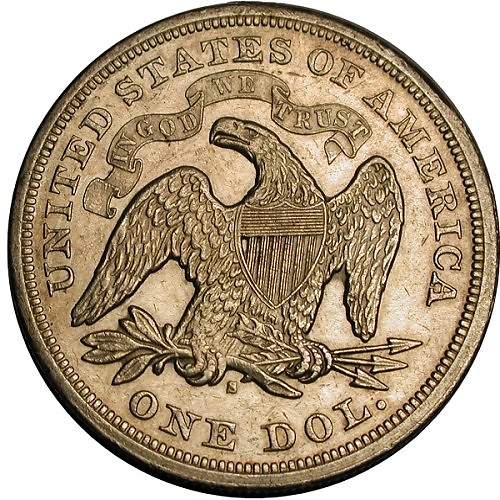 UNITED STATES OF AMERICA
IN GOD WE TRUST
S
ONE DOL.